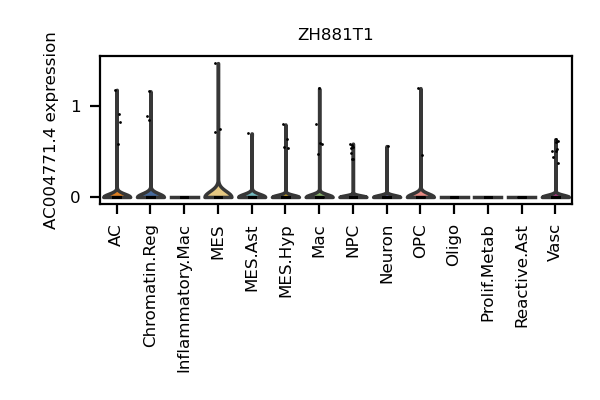 ZH881T1
AC004771.4 expression
1
0
AC
Chromatin.Reg
Inflammatory.Mac
MES
MES.Ast
MES.Hyp
Mac
NPC
Neuron
OPC
Oligo
Prolif.Metab
Reactive.Ast
Vasc